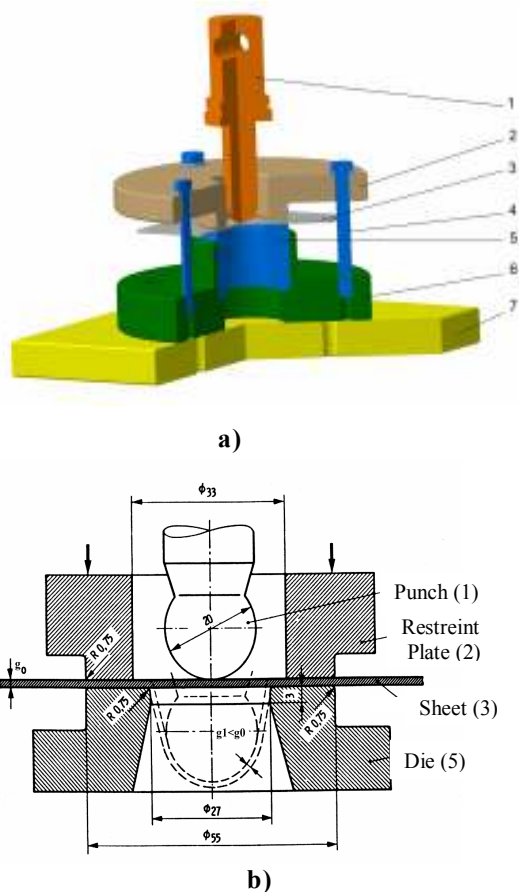 1
2
3
4
5
6
7
a)
ϕ33
20
Punch (1)
Restreint
Plate (2)
R 0,75
g0
Sheet (3)
R 0,75
3
R 0,75
g1<g0
Die (5)
ϕ27
ϕ55
b)